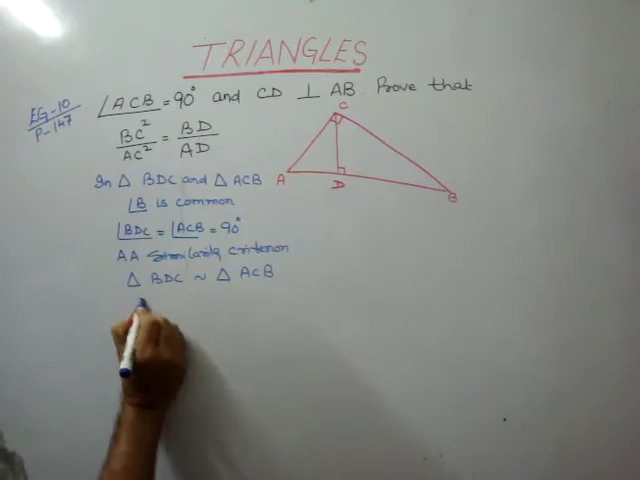 TRIANGLES
EG-10
P-147
∠ACB = 90° and CD ⊥ AB. Prove that
BC²/AC² = BD/AD
In △ BDC and △ ACB
∠B is common
∠BDC = ∠ACB = 90°
AA Similarity criterion
△ BDC ~ △ ACB
C
A
D
B